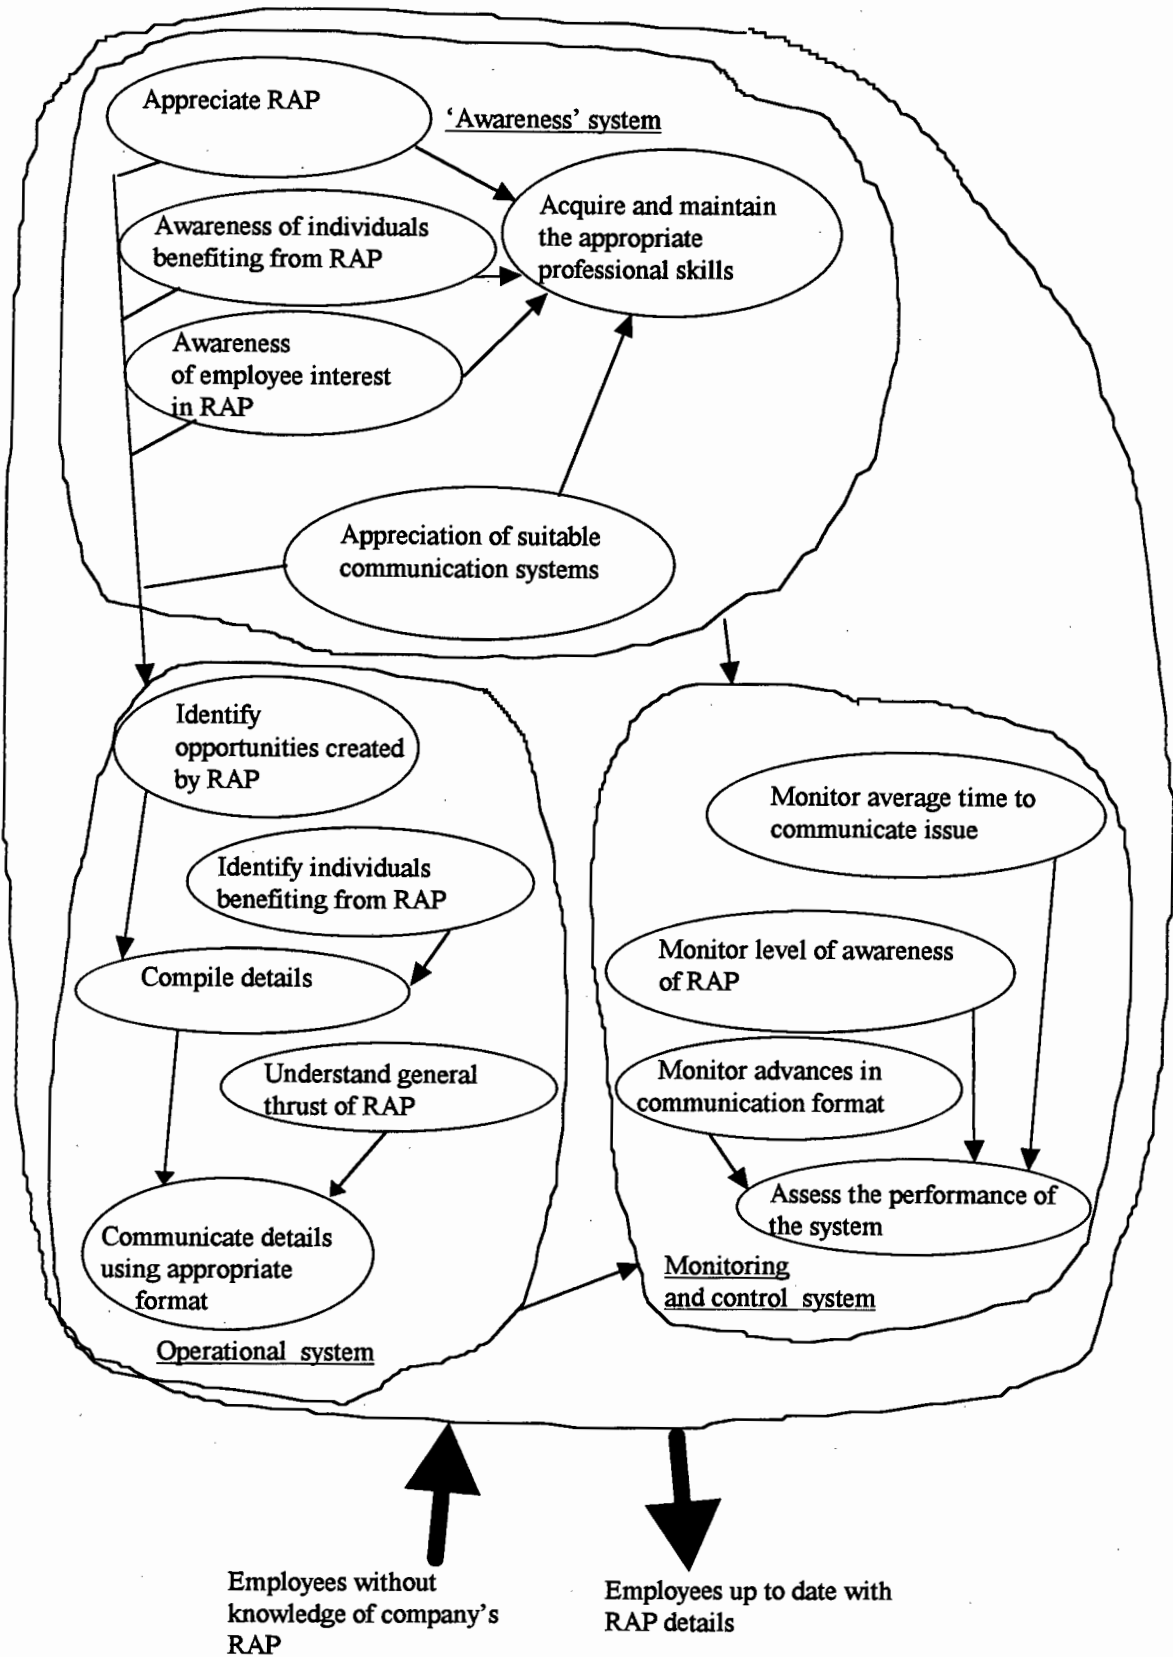 Appreciate RAP
‘Awareness’ system
Acquire and maintain
the appropriate
professional skills
Awareness of individuals
benefiting from RAP
Awareness
of employee interest
in RAP
Appreciation of suitable
communication systems
Identify
opportunities created
by RAP
Identify individuals
benefiting from RAP
Compile details
Understand general
thrust of RAP
Communicate details
using appropriate
format
Operational system
Monitor average time to
communicate issue
Monitor level of awareness
of RAP
Monitor advances in
communication format
Assess the performance of
the system
Monitoring
and control system
Employees without
knowledge of company’s
RAP
Employees up to date with
RAP details